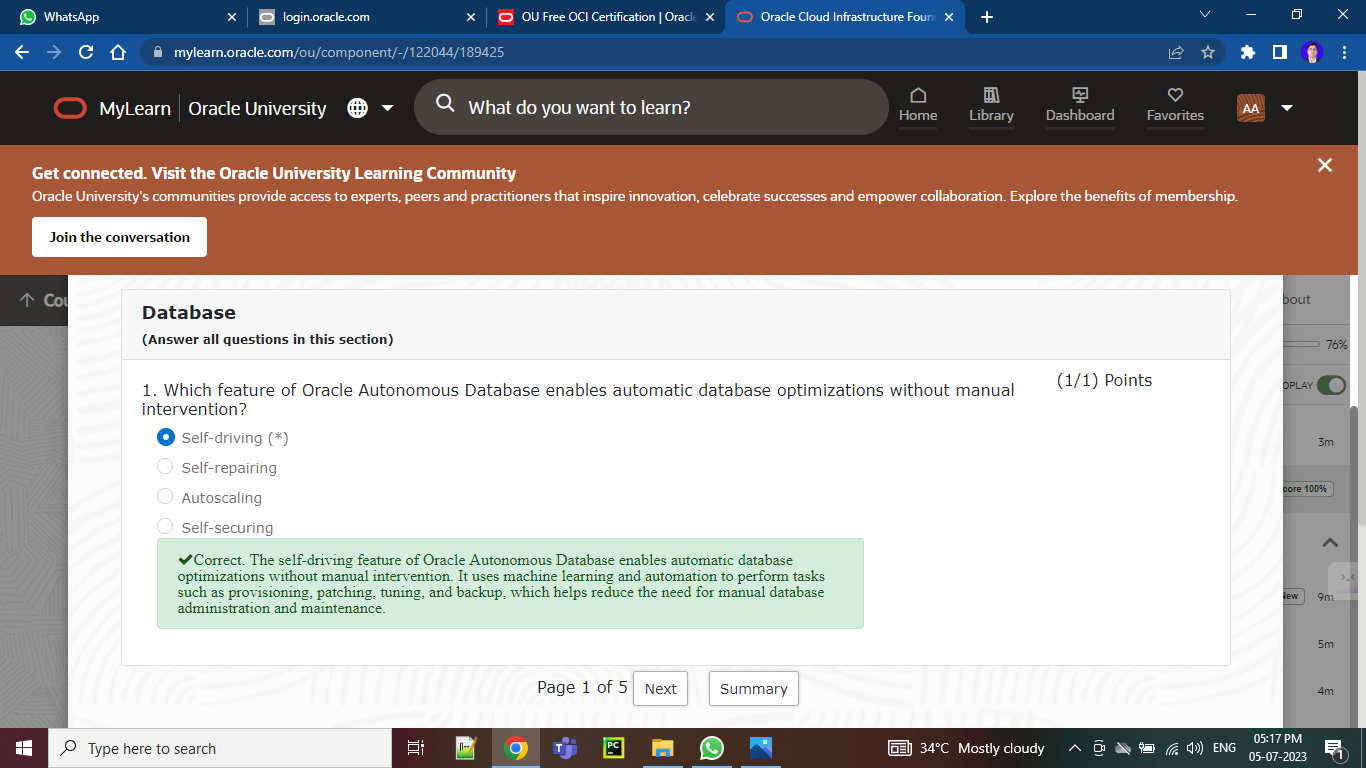 WhatsApp
login.oracle.com
OU Free OCI Certification | Oracle
Oracle Cloud Infrastructure Foun
mylearn.oracle.com/ou/component/-/122044/189425
MyLearn
Oracle University
What do you want to learn?
Home
Library
Dashboard
Favorites
AA
Get connected. Visit the Oracle University Learning Community
Oracle University's communities provide access to experts, peers and practitioners that inspire innovation, celebrate successes and empower collaboration. Explore the benefits of membership.
Join the conversation
Cou
bout
76%
OPLAY
3m
core 100%
New
9m
5m
4m
Database
(Answer all questions in this section)
1. Which feature of Oracle Autonomous Database enables automatic database optimizations without manual
intervention?
(1/1) Points
Self-driving (*)
Self-repairing
Autoscaling
Self-securing
Correct. The self-driving feature of Oracle Autonomous Database enables automatic database
optimizations without manual intervention. It uses machine learning and automation to perform tasks
such as provisioning, patching, tuning, and backup, which helps reduce the need for manual database
administration and maintenance.
Page 1 of 5
Next
Summary
Type here to search
PC
34°C Mostly cloudy
ENG
05:17 PM
05-07-2023
1